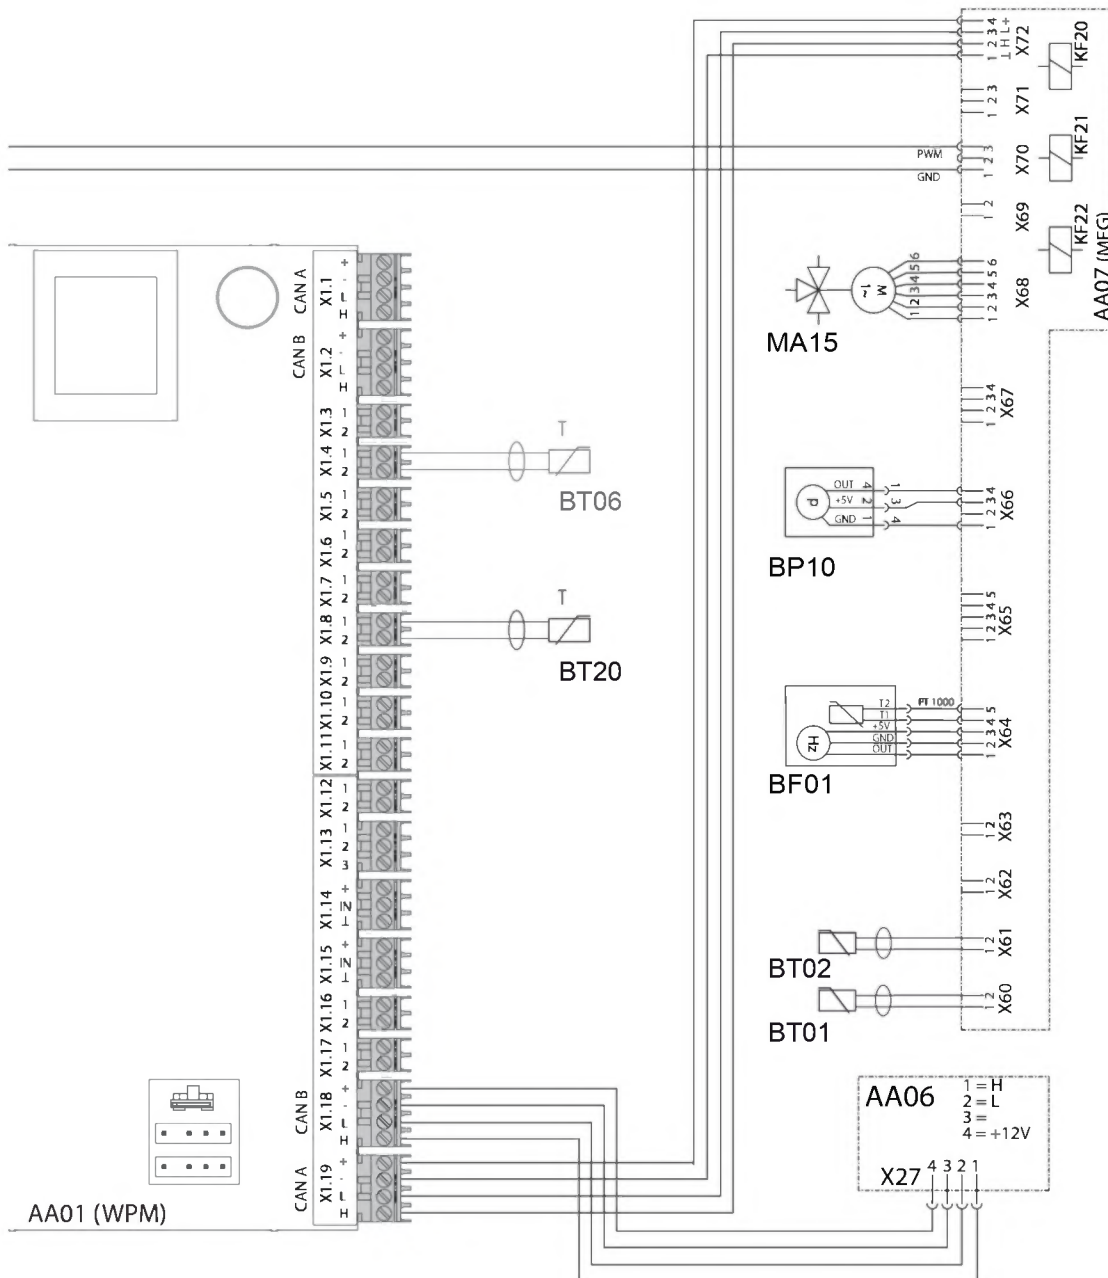 4 +
3 L
2 H
1 ⊥
X72
KF20
3
2
1
X71
PWM
GND
3
2
1
X70
KF21
2
1
X69
KF22
AA07 (MFG)
MA15
M
1~
6
5
4
3
2
1
6
5
4
3
2
1
X68
4
3
2
1
X67
BP10
P
OUT 4 1
+5V 2 3
GND 1 4
4
3
2
1
X66
5
4
3
2
1
X65
BF01
Hz
T2
T1
+5V
GND
OUT
PT 1000
5
4
3
2
1
X64
2
1
X63
2
1
X62
BT02
2
1
X61
BT01
2
1
X60
CAN A
X1.1
+
-
L
H
CAN B
X1.2
+
-
L
H
X1.3
1
2
X1.4
1
2
T
BT06
X1.5
1
2
X1.6
1
2
X1.7
1
2
X1.8
1
2
T
BT20
X1.9
1
2
X1.10
1
2
X1.11
1
2
X1.12
1
2
X1.13
1
2
3
X1.14
+
IN
⊥
X1.15
+
IN
⊥
X1.16
1
2
X1.17
1
2
CAN B
X1.18
+
-
L
H
CAN A
X1.19
+
-
L
H
AA01 (WPM)
AA06
1 = H
2 = L
3 =
4 = +12V
X27
4 3 2 1